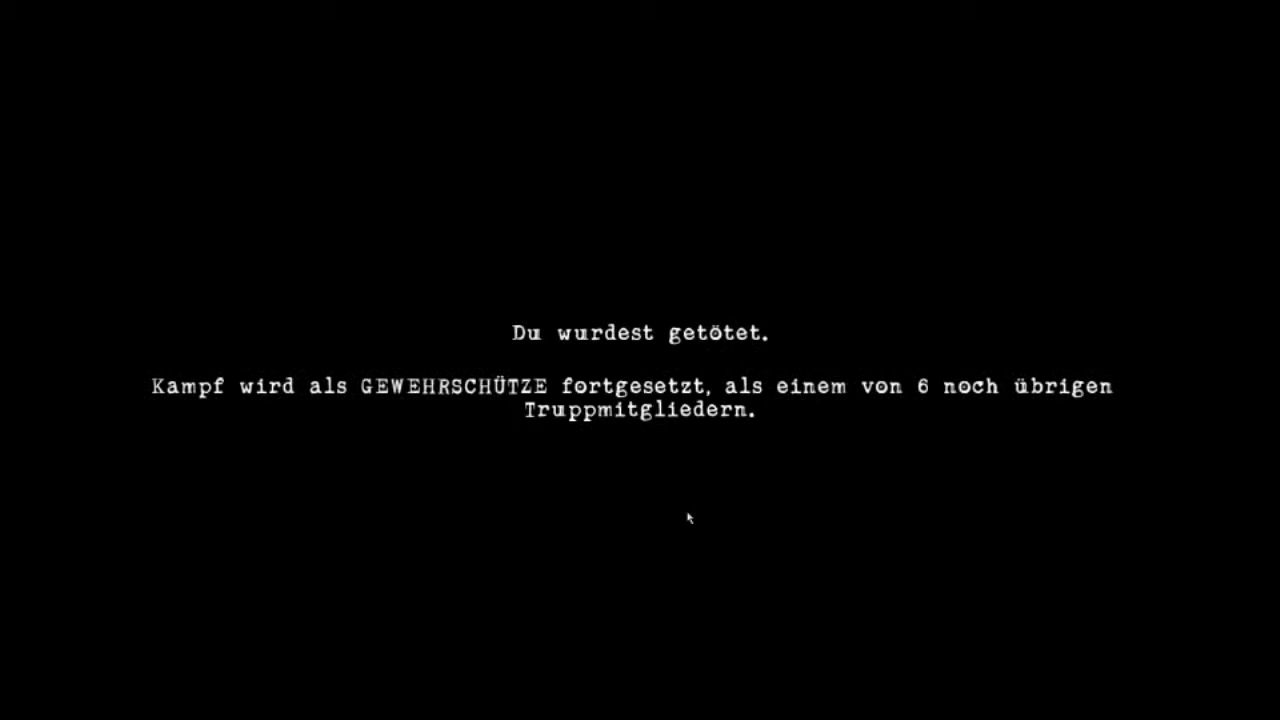 Du wurdest getötet.
Kampf wird als GEWEHRSCHÜTZE fortgesetzt, als einem von 6 noch übrigen
Truppmitgliedern.